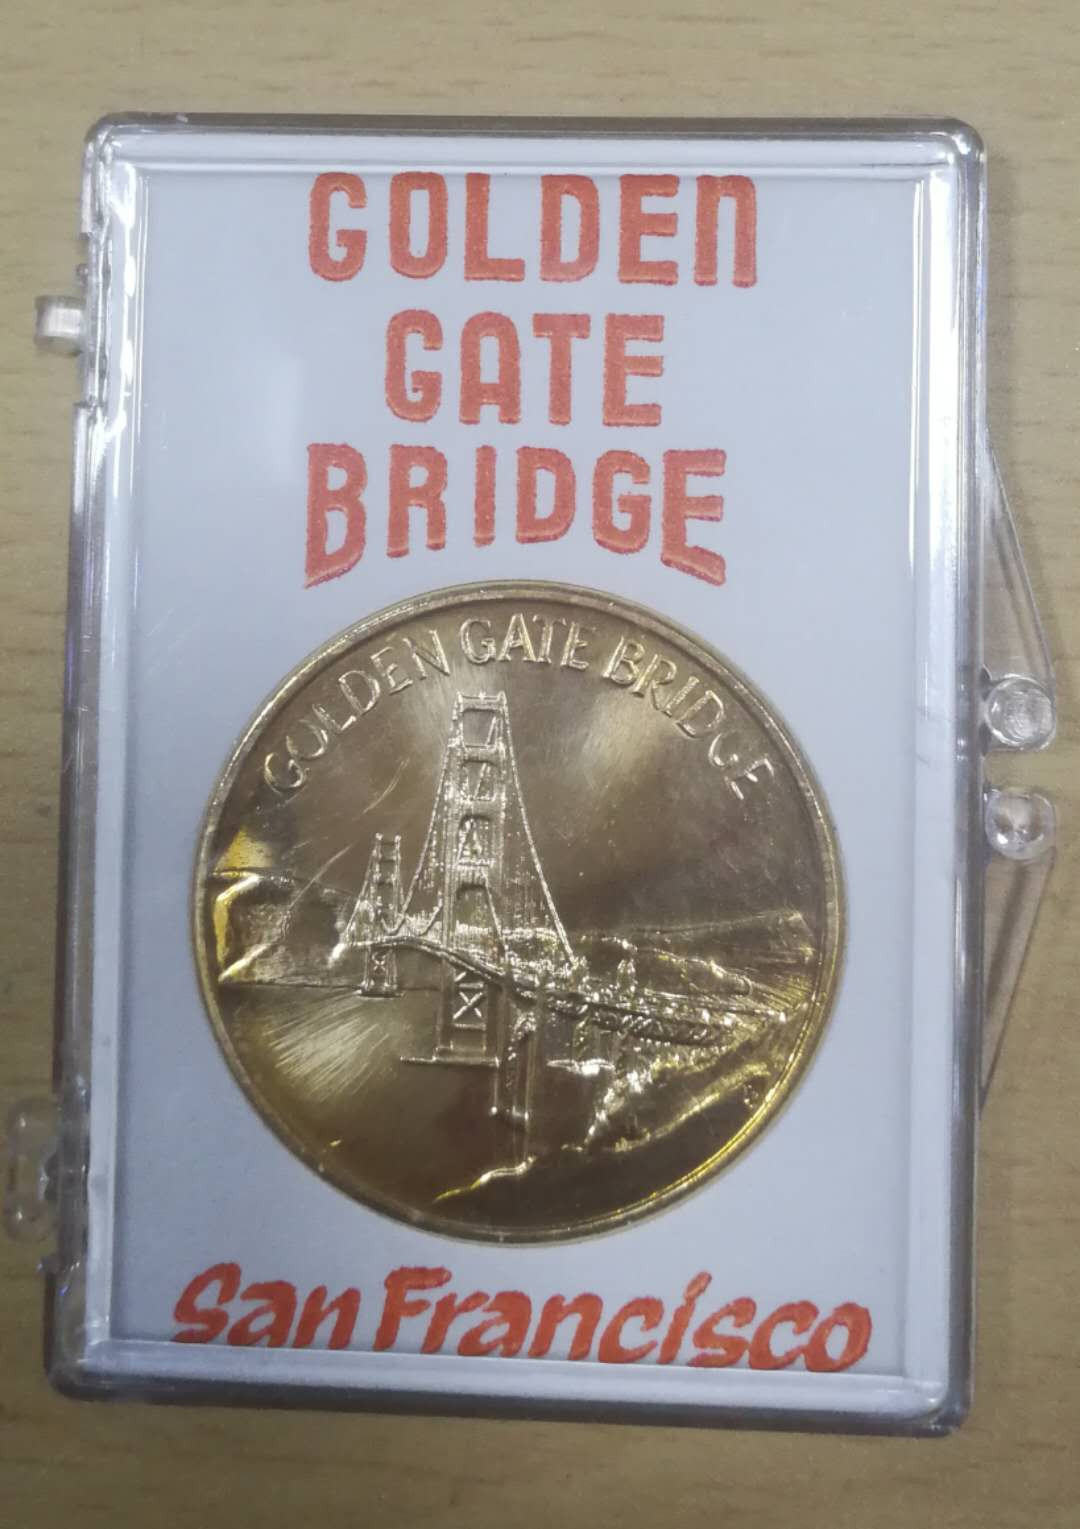 GOLDEN
GATE
BRIDGE
GOLDEN GATE BRIDGE
San Francisco